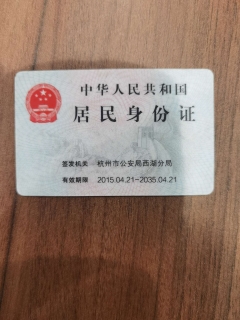 中华人民共和国
居民身份证
签发机关 杭州市公安局西湖分局
有效期限 2015.04.21-2035.04.21